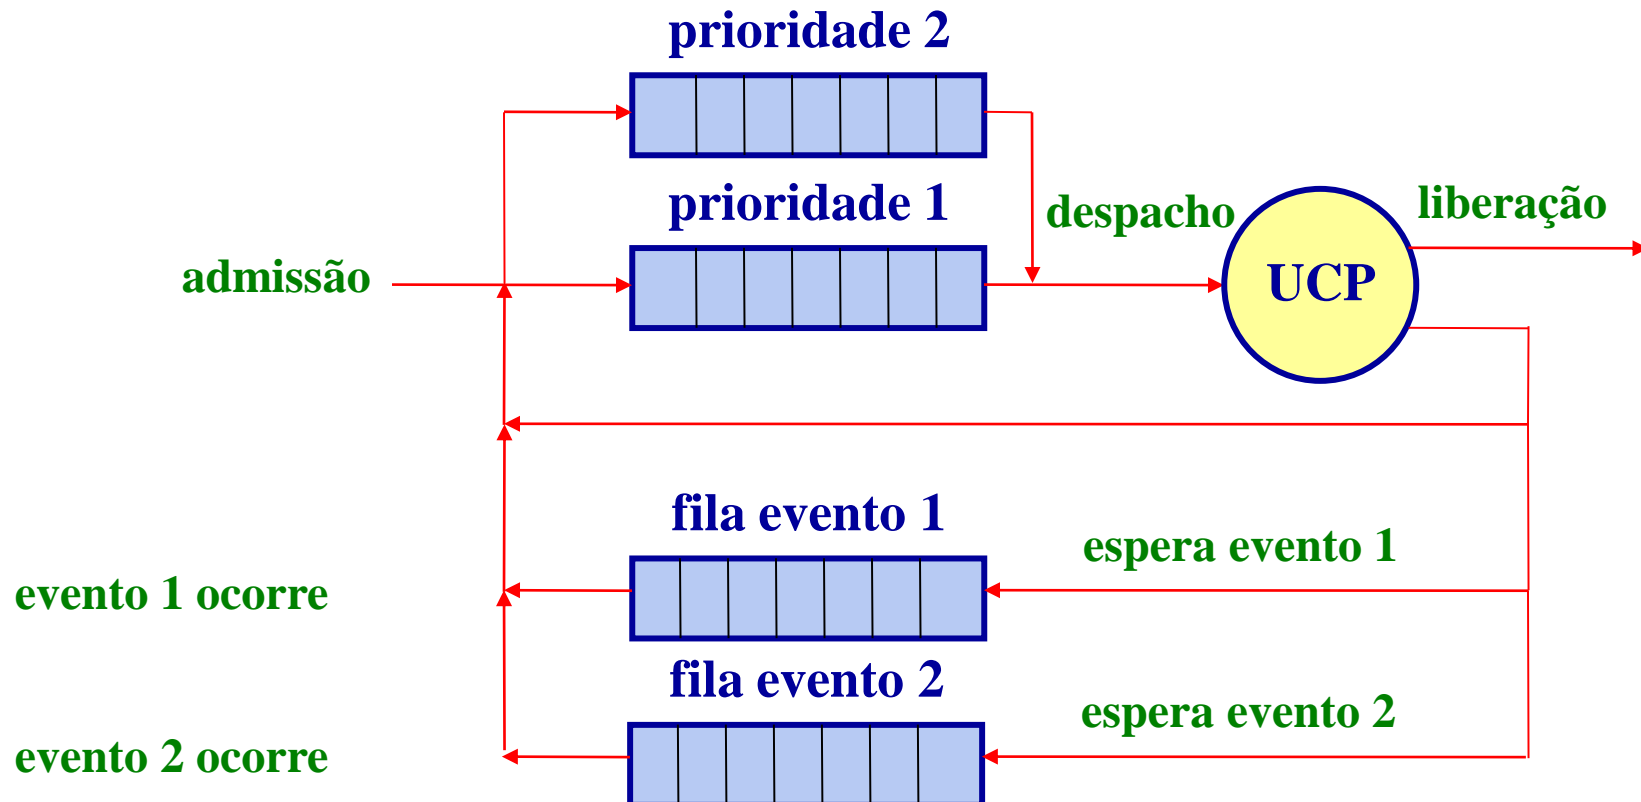 prioridade 2
prioridade 1
despacho
liberação
admissão
UCP
fila evento 1
espera evento 1
evento 1 ocorre
fila evento 2
espera evento 2
evento 2 ocorre